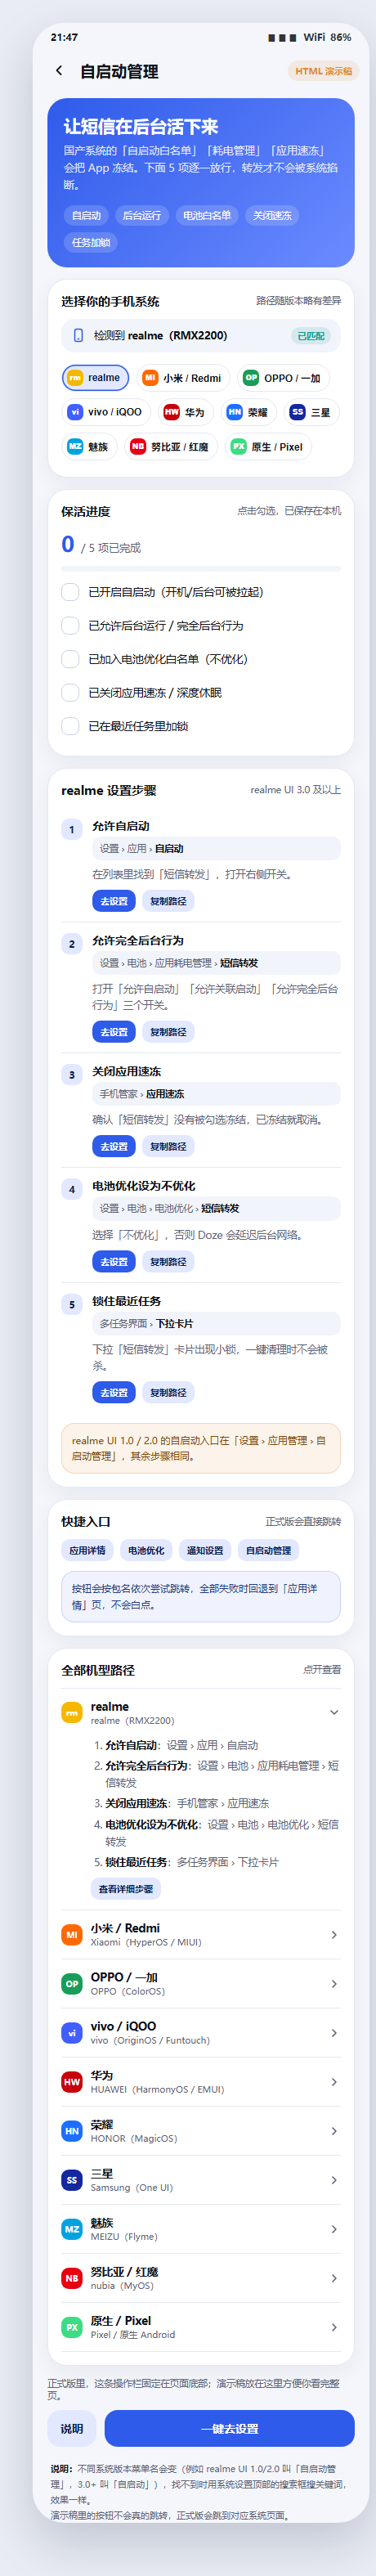 21:47
WiFi 86%
自启动管理
HTML 演示稿
让短信在后台活下来
国产系统的「自启动白名单」「耗电管理」「应用速冻」
会把 App 冻结。下面 5 项逐一放行，转发才不会被系统掐
断。
自启动
后台运行
电池白名单
关闭速冻
任务加锁
选择你的手机系统
路径随版本略有差异
检测到 realme（RMX2200）
已匹配
rm realme
MI 小米 / Redmi
OP OPPO / 一加
vi vivo / iQOO
HW 华为
HN 荣耀
SS 三星
MZ 魅族
NB 努比亚 / 红魔
PX 原生 / Pixel
保活进度
点击勾选，已保存在本机
0 / 5 项已完成
已开启自启动（开机/后台可被拉起）
已允许后台运行 / 完全后台行为
已加入电池优化白名单（不优化）
已关闭应用速冻 / 深度休眠
已在最近任务里加锁
realme 设置步骤
realme UI 3.0 及以上
1 允许自启动
设置 › 应用 › 自启动
在列表里找到「短信转发」，打开右侧开关。
去设置
复制路径
2 允许完全后台行为
设置 › 电池 › 应用耗电管理 › 短信转发
打开「允许自启动」「允许关联启动」「允许完全后台
行为」三个开关。
去设置
复制路径
3 关闭应用速冻
手机管家 › 应用速冻
确认「短信转发」没有被勾选冻结，已冻结就取消。
去设置
复制路径
4 电池优化设为不优化
设置 › 电池 › 电池优化 › 短信转发
选择「不优化」，否则 Doze 会延迟后台网络。
去设置
复制路径
5 锁住最近任务
多任务界面 › 下拉卡片
下拉「短信转发」卡片出现小锁，一键清理时不会被
杀。
去设置
复制路径
realme UI 1.0 / 2.0 的自启动入口在「设置 › 应用管理 › 自
启动管理」，其余步骤相同。
快捷入口
正式版会直接跳转
应用详情
电池优化
通知设置
自启动管理
按钮会按包名依次尝试跳转，全部失败时回退到「应用详
情」页，不会白点。
全部机型路径
点开查看
rm realme
realme（RMX2200）
1. 允许自启动：设置 › 应用 › 自启动
2. 允许完全后台行为：设置 › 电池 › 应用耗电管理 › 短
信转发
3. 关闭应用速冻：手机管家 › 应用速冻
4. 电池优化设为不优化：设置 › 电池 › 电池优化 › 短信
转发
5. 锁住最近任务：多任务界面 › 下拉卡片
查看详细步骤
MI 小米 / Redmi
Xiaomi（HyperOS / MIUI）
OP OPPO / 一加
OPPO（ColorOS）
vi vivo / iQOO
vivo（OriginOS / Funtouch）
HW 华为
HUAWEI（HarmonyOS / EMUI）
HN 荣耀
HONOR（MagicOS）
SS 三星
Samsung（One UI）
MZ 魅族
MEIZU（Flyme）
NB 努比亚 / 红魔
nubia（MyOS）
PX 原生 / Pixel
Pixel / 原生 Android
正式版里，这条操作栏固定在页面底部；演示稿放在这里方便你看完整
页。
说明
一键去设置
说明：不同系统版本菜单名会变（例如 realme UI 1.0/2.0 叫「自启动管
理」，3.0+ 叫「自启动」），找不到时用系统设置顶部的搜索框搜关键词，
效果一样。
演示稿里的按钮不会真的跳转，正式版会跳到对应系统页面。